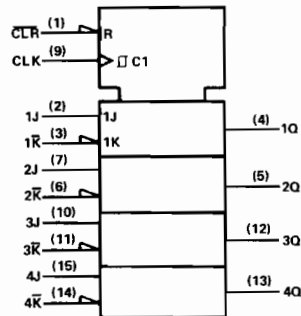 C̅L̅R̅ (1) R
CLK (9) C1
1J (2) 1J (4) 1Q
1K̅ (3) 1K
2J (7) (5) 2Q
2K̅ (6)
3J (10) (12) 3Q
3K̅ (11)
4J (15) (13) 4Q
4K̅ (14)